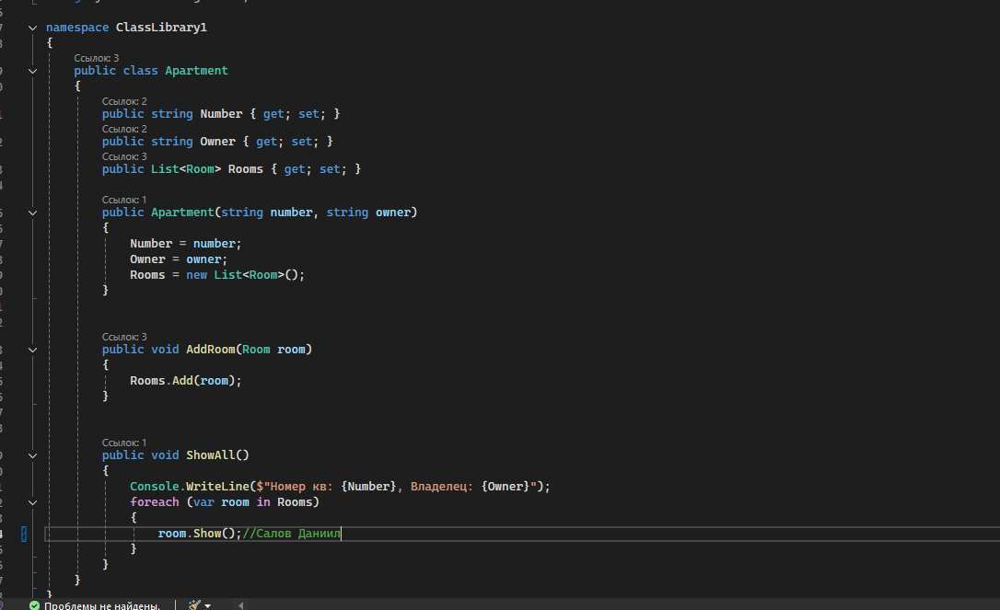 namespace ClassLibrary1
{
Ссылок: 3
public class Apartment
{
Ссылок: 2
public string Number { get; set; }
Ссылок: 2
public string Owner { get; set; }
Ссылок: 3
public List<Room> Rooms { get; set; }
Ссылок: 1
public Apartment(string number, string owner)
{
Number = number;
Owner = owner;
Rooms = new List<Room>();
}
Ссылок: 3
public void AddRoom(Room room)
{
Rooms.Add(room);
}
Ссылок: 1
public void ShowAll()
{
Console.WriteLine($"Номер кв: {Number}, Владелец: {Owner}");
foreach (var room in Rooms)
{
room.Show();//Салов Даниил
}
}
}
}
Проблемы не найдены.